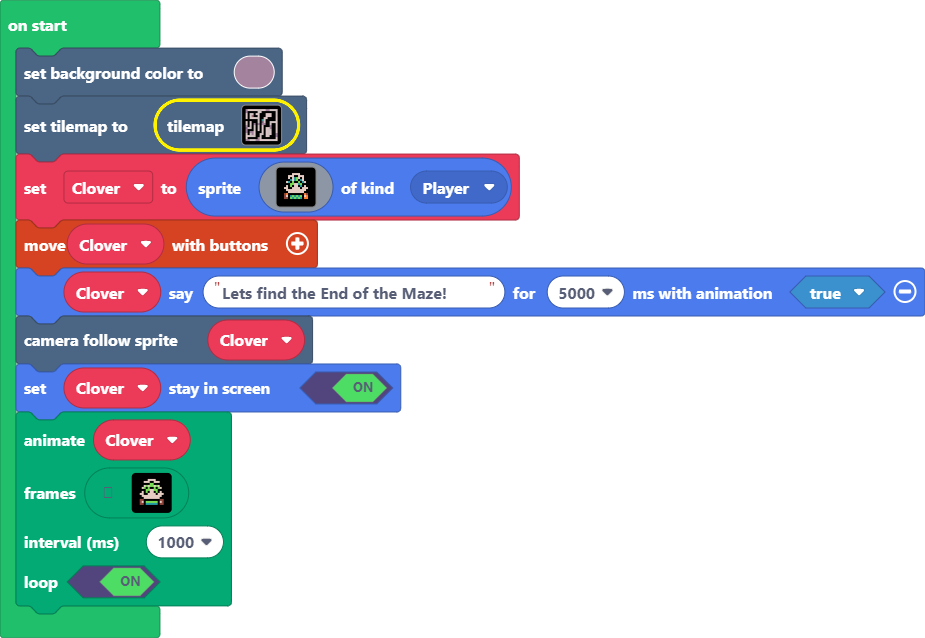 on start
set background color to
set tilemap to tilemap
set Clover to sprite of kind Player
move Clover with buttons
Clover say "Lets find the End of the Maze! " for 5000 ms with animation true
camera follow sprite Clover
set Clover stay in screen ON
animate Clover
frames
interval (ms) 1000
loop ON